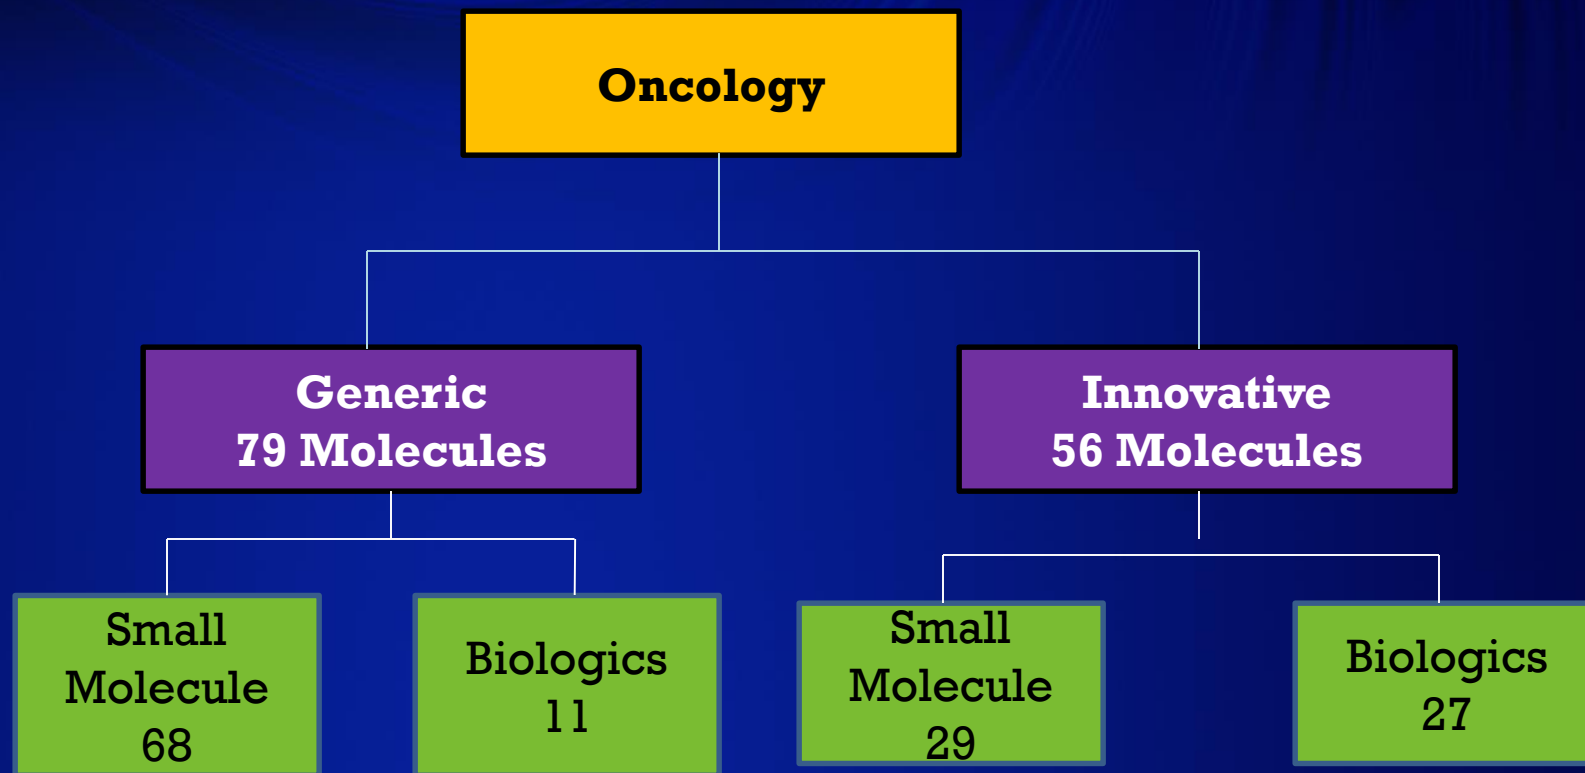 Oncology
Generic
79 Molecules
Innovative
56 Molecules
Small
Molecule
68
Biologics
11
Small
Molecule
29
Biologics
27